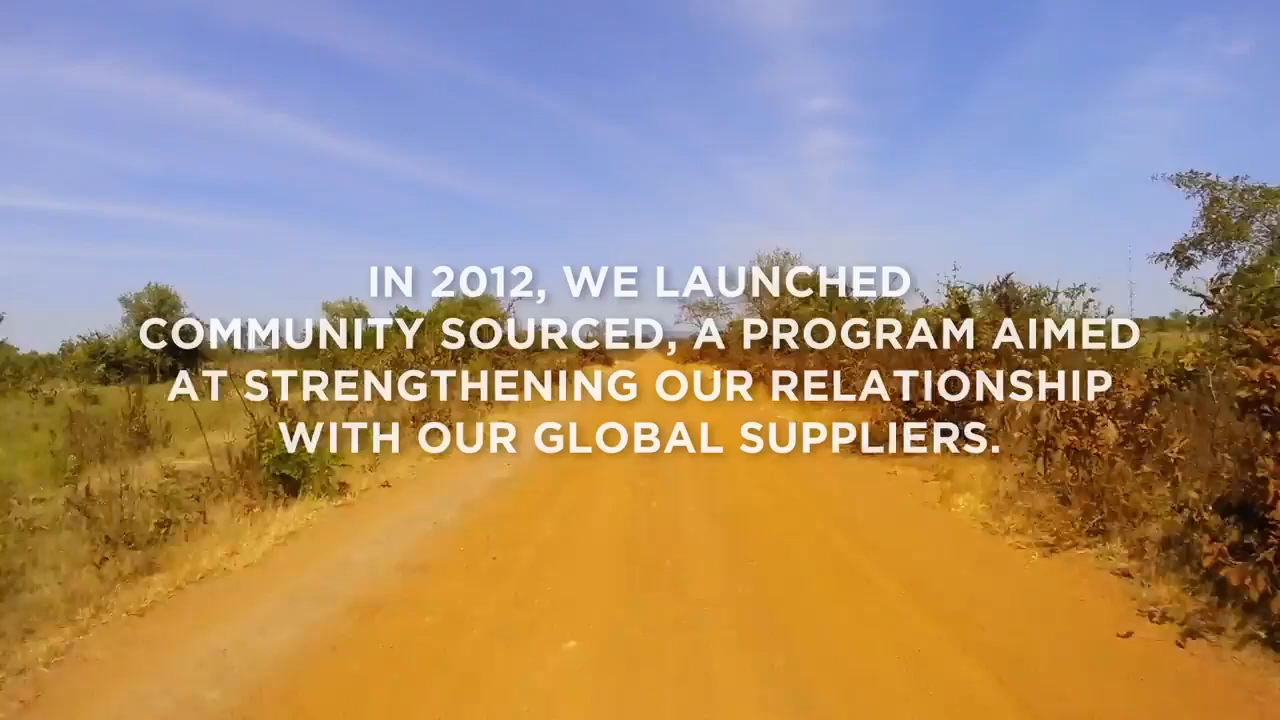 IN 2012, WE LAUNCHED
COMMUNITY SOURCED, A PROGRAM AIMED
AT STRENGTHENING OUR RELATIONSHIP
WITH OUR GLOBAL SUPPLIERS.